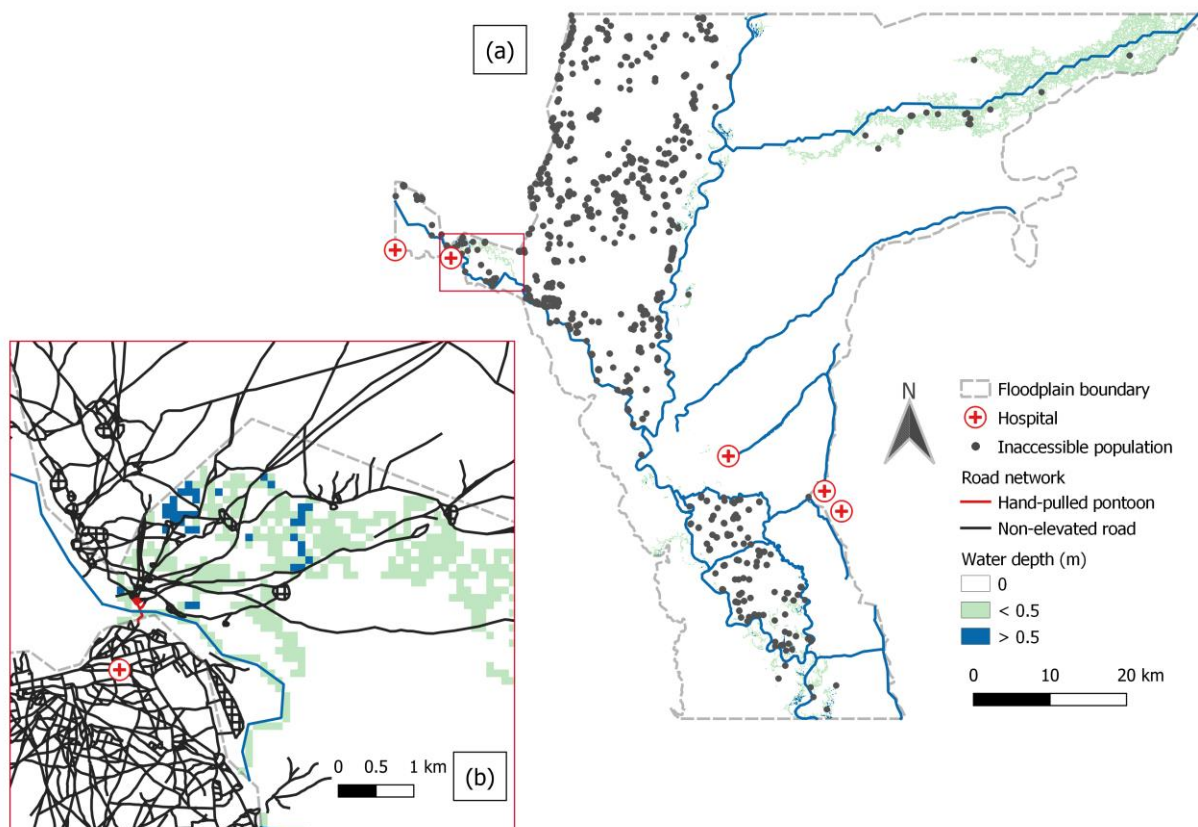 (a)
N
Floodplain boundary
Hospital
Inaccessible population
Road network
Hand-pulled pontoon
Non-elevated road
Water depth (m)
0
< 0.5
> 0.5
0 10 20 km
0 0.5 1 km
(b)